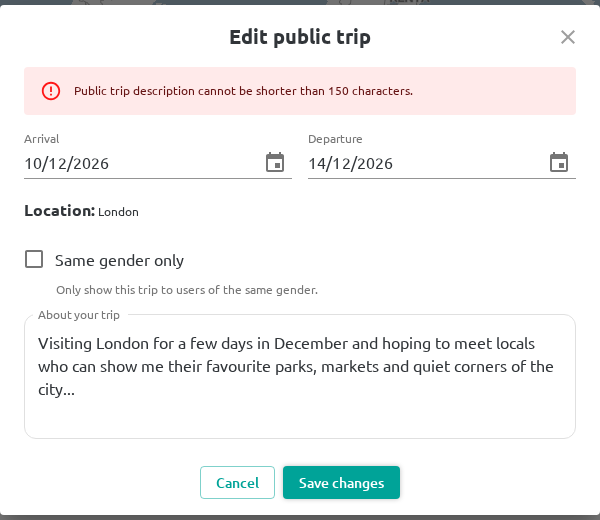 Edit public trip
Public trip description cannot be shorter than 150 characters.
Arrival
Departure
10/12/2026
14/12/2026
Location: London
Same gender only
Only show this trip to users of the same gender.
About your trip
Visiting London for a few days in December and hoping to meet locals
who can show me their favourite parks, markets and quiet corners of the
city...
Cancel
Save changes